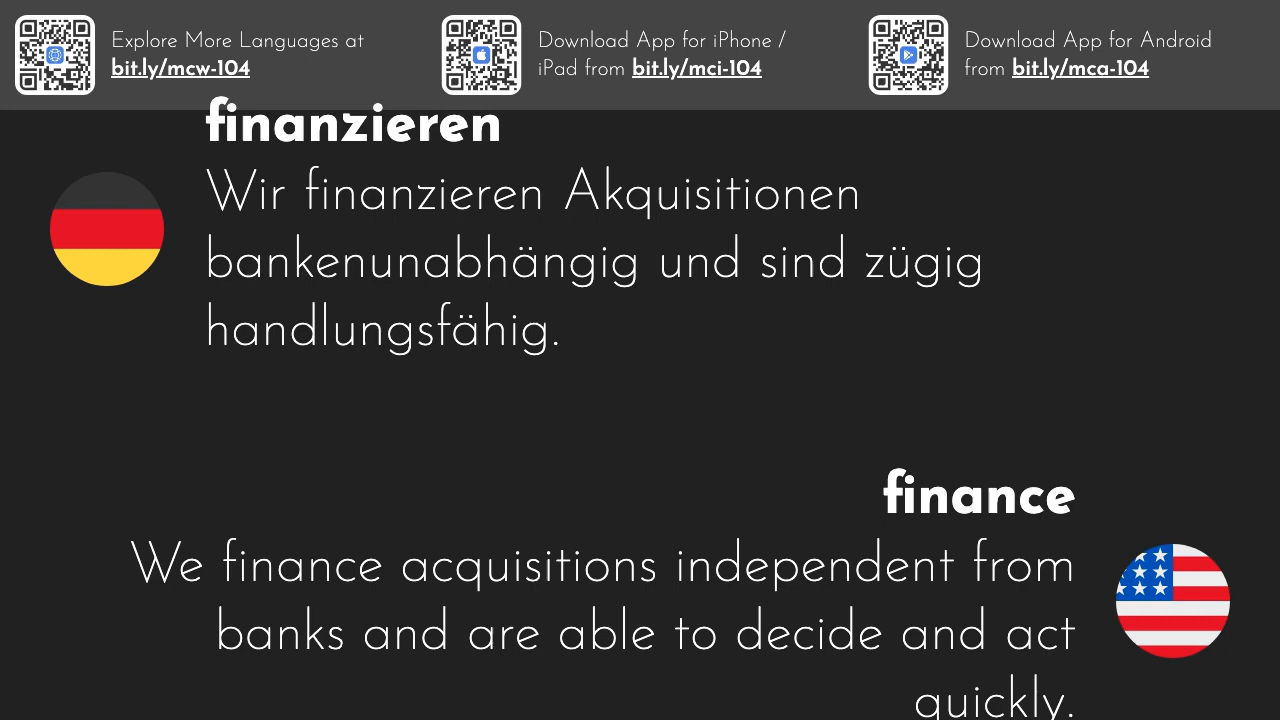 Explore More Languages at
bit.ly/mcw-104
Download App for iPhone /
iPad from bit.ly/mci-104
Download App for Android
from bit.ly/mca-104
finanzieren
Wir finanzieren Akquisitionen
bankenunabhängig und sind zügig
handlungsfähig.
finance
We finance acquisitions independent from
banks and are able to decide and act
quickly.